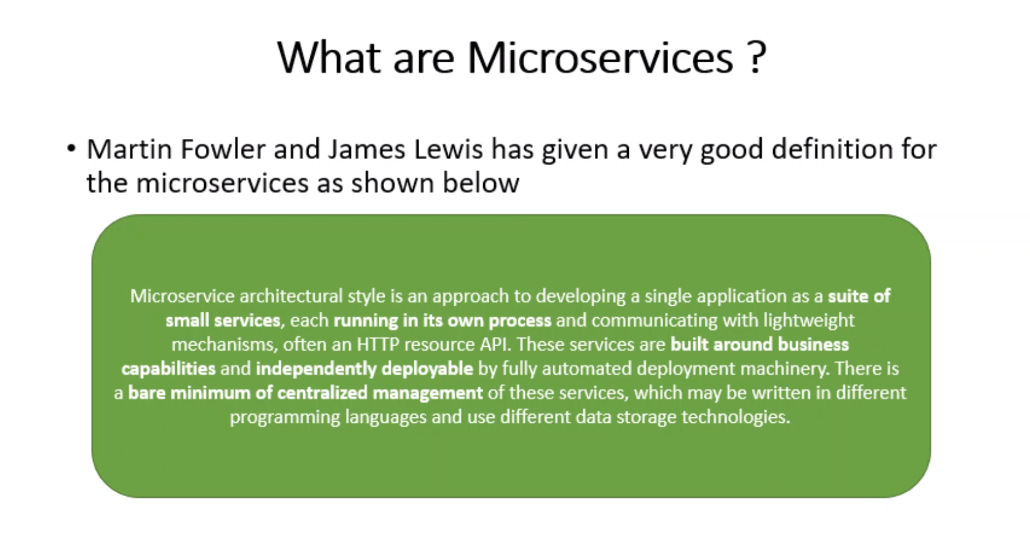 What are Microservices ?
• Martin Fowler and James Lewis has given a very good definition for
the microservices as shown below
Microservice architectural style is an approach to developing a single application as a suite of
small services, each running in its own process and communicating with lightweight
mechanisms, often an HTTP resource API. These services are built around business
capabilities and independently deployable by fully automated deployment machinery. There is
a bare minimum of centralized management of these services, which may be written in different
programming languages and use different data storage technologies.